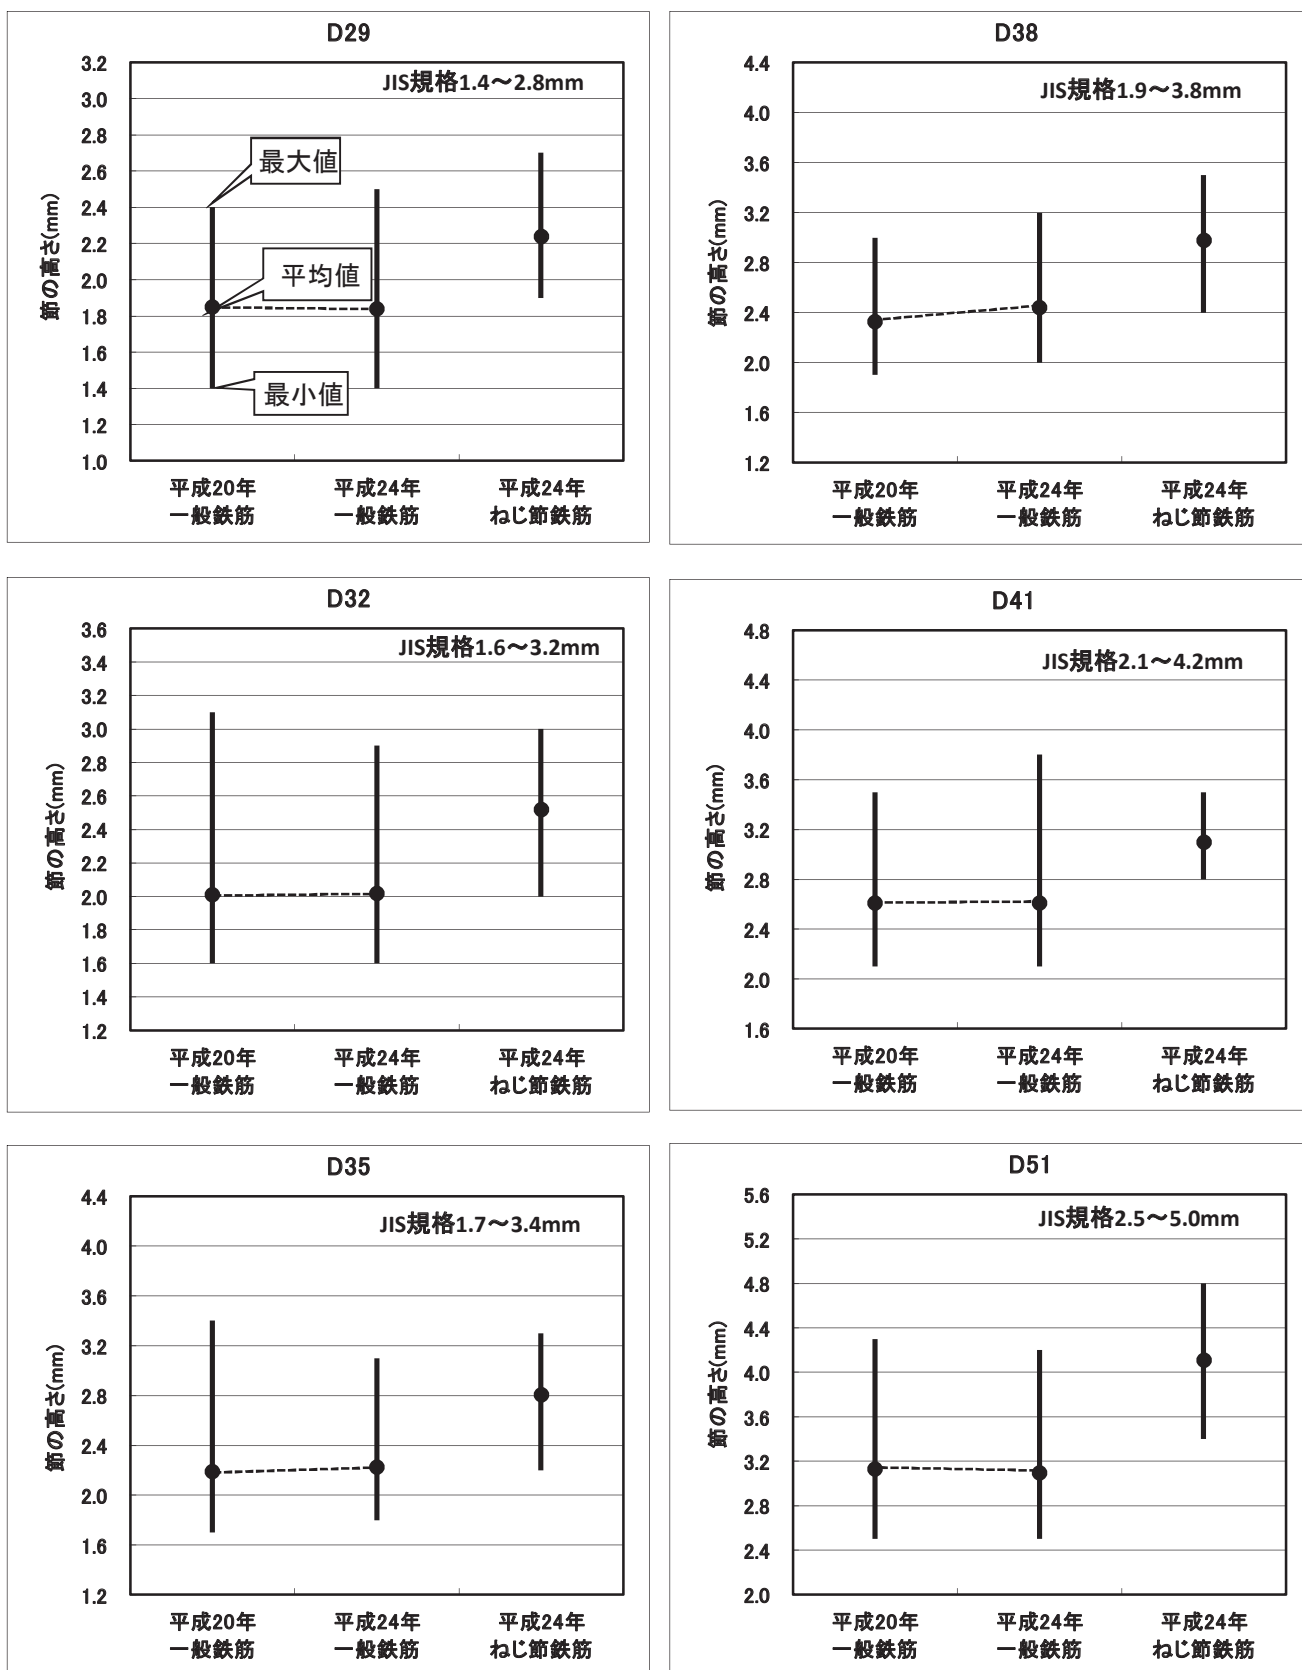 D29
JIS規格1.4～2.8mm
節の高さ(mm)
3.2
3.0
2.8
2.6
2.4
2.2
2.0
1.8
1.6
1.4
1.2
1.0
最大値
平均値
最小値
平成20年
一般鉄筋
平成24年
一般鉄筋
平成24年
ねじ節鉄筋
D38
JIS規格1.9～3.8mm
節の高さ(mm)
4.4
4.0
3.6
3.2
2.8
2.4
2.0
1.6
1.2
平成20年
一般鉄筋
平成24年
一般鉄筋
平成24年
ねじ節鉄筋
D32
JIS規格1.6～3.2mm
節の高さ(mm)
3.6
3.4
3.2
3.0
2.8
2.6
2.4
2.2
2.0
1.8
1.6
1.4
1.2
平成20年
一般鉄筋
平成24年
一般鉄筋
平成24年
ねじ節鉄筋
D41
JIS規格2.1～4.2mm
節の高さ(mm)
4.8
4.4
4.0
3.6
3.2
2.8
2.4
2.0
1.6
平成20年
一般鉄筋
平成24年
一般鉄筋
平成24年
ねじ節鉄筋
D35
JIS規格1.7～3.4mm
節の高さ(mm)
4.4
4.0
3.6
3.2
2.8
2.4
2.0
1.6
1.2
平成20年
一般鉄筋
平成24年
一般鉄筋
平成24年
ねじ節鉄筋
D51
JIS規格2.5～5.0mm
節の高さ(mm)
5.6
5.2
4.8
4.4
4.0
3.6
3.2
2.8
2.4
2.0
平成20年
一般鉄筋
平成24年
一般鉄筋
平成24年
ねじ節鉄筋